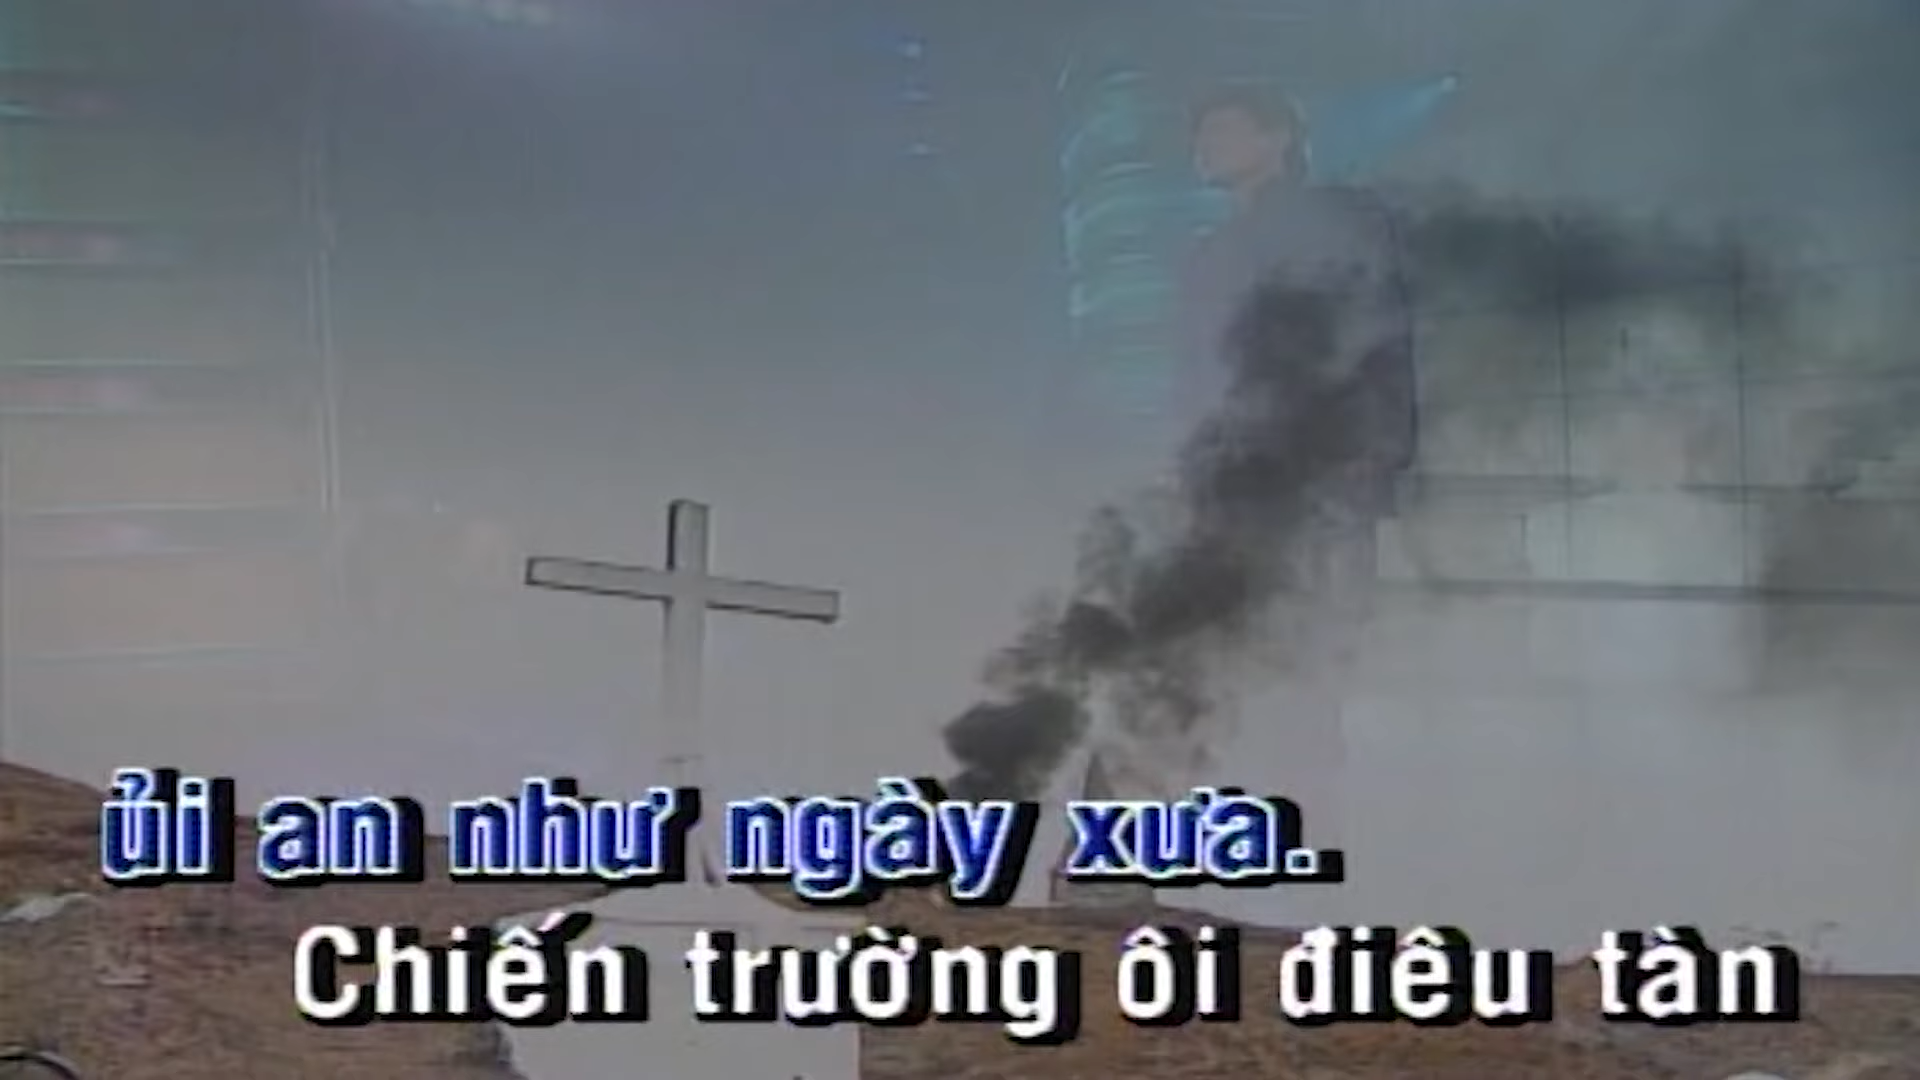 ủi an như ngày xưa.
Chiến trường ôi điêu tàn